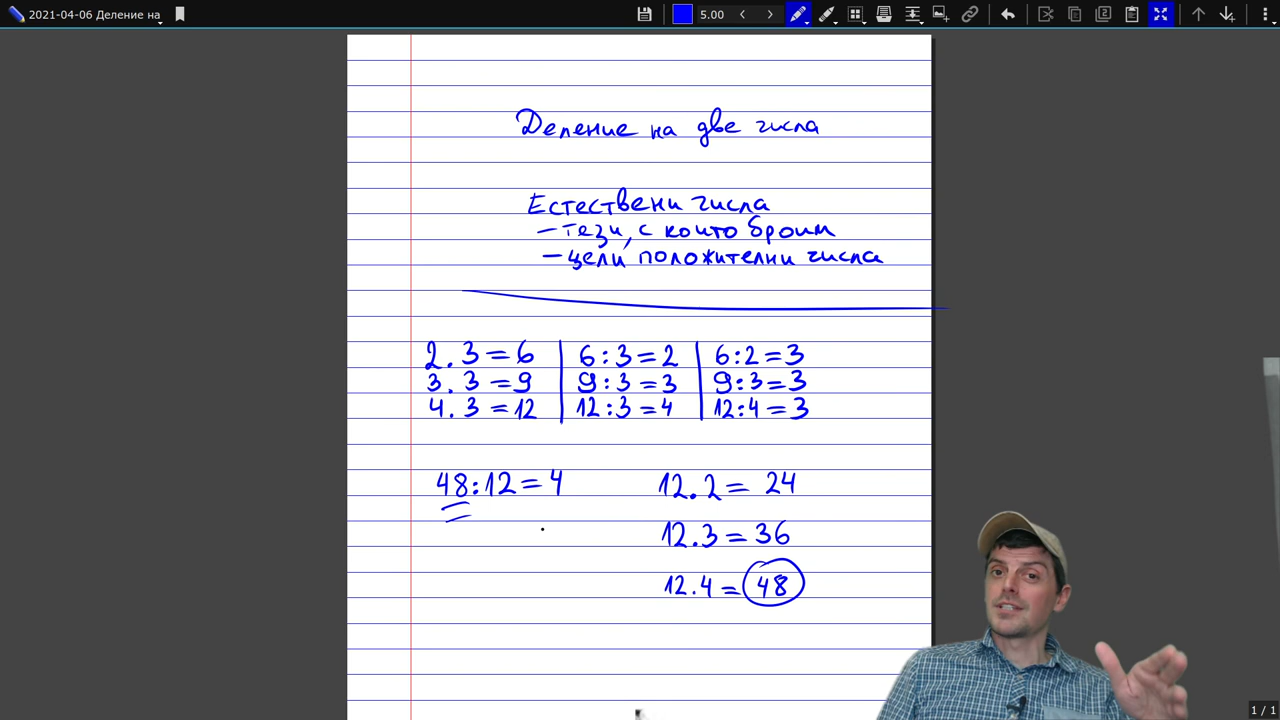 2021-04-06 Деление на
5.00
Деление на две числа
Естествени числа
- тези, с които броим
- цели положителни числа
2. 3 = 6 | 6 : 3 = 2 | 6 : 2 = 3
3. 3 = 9 | 9 : 3 = 3 | 9 : 3 = 3
4. 3 = 12 | 12 : 3 = 4 | 12 : 4 = 3
48 : 12 = 4
12 . 2 = 24
12 . 3 = 36
12 . 4 = 48
1 / 1